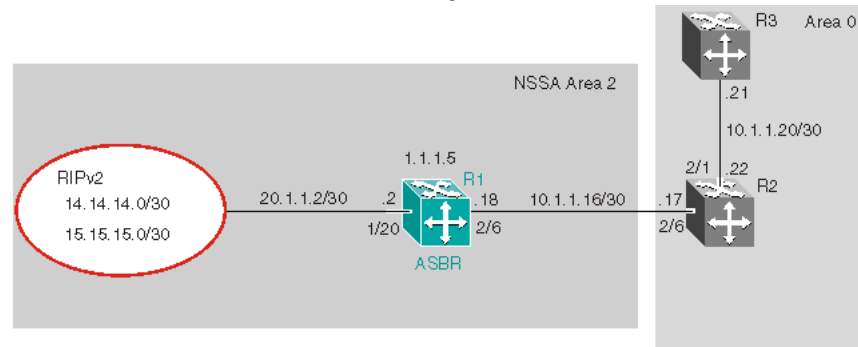 R3 Area 0
NSSA Area 2
.21
10.1.1.20/30
1.1.1.5
2/1 .22
RIPv2
R1
R2
14.14.14.0/30
20.1.1.2/30 .2 .18 10.1.1.16/30 .17
15.15.15.0/30
1/20 2/6 2/6
ASBR